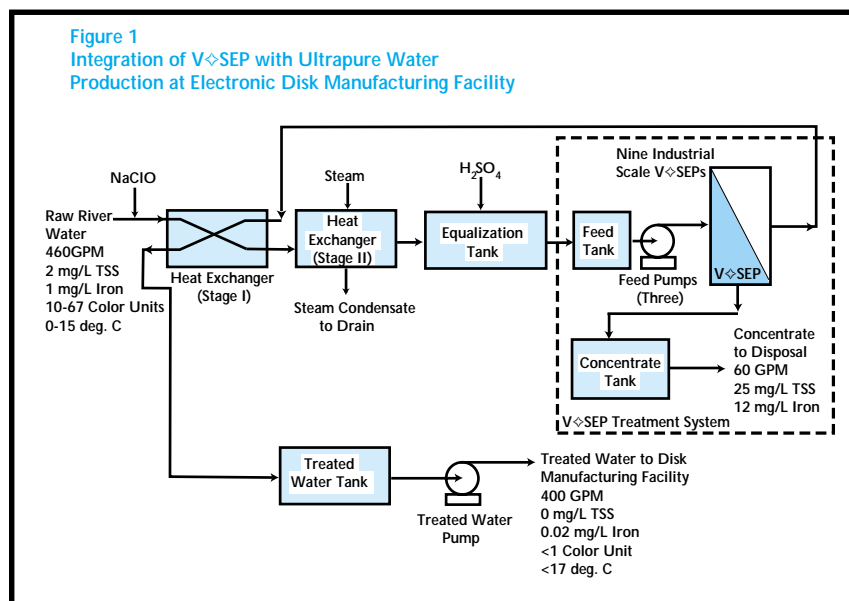 Figure 1
Integration of V✧SEP with Ultrapure Water
Production at Electronic Disk Manufacturing Facility
NaClO
Raw River
Water
460GPM
2 mg/L TSS
1 mg/L Iron
10-67 Color Units
0-15 deg. C
Heat Exchanger
(Stage I)
Steam
Heat
Exchanger
(Stage II)
Steam Condensate
to Drain
H₂SO₄
Equalization
Tank
Feed
Tank
Feed Pumps
(Three)
Nine Industrial
Scale V✧SEPs
V✧SEP
Concentrate
Tank
Concentrate
to Disposal
60 GPM
25 mg/L TSS
12 mg/L Iron
V✧SEP Treatment System
Treated
Water Tank
Treated Water
Pump
Treated Water to Disk
Manufacturing Facility
400 GPM
0 mg/L TSS
0.02 mg/L Iron
<1 Color Unit
<17 deg. C